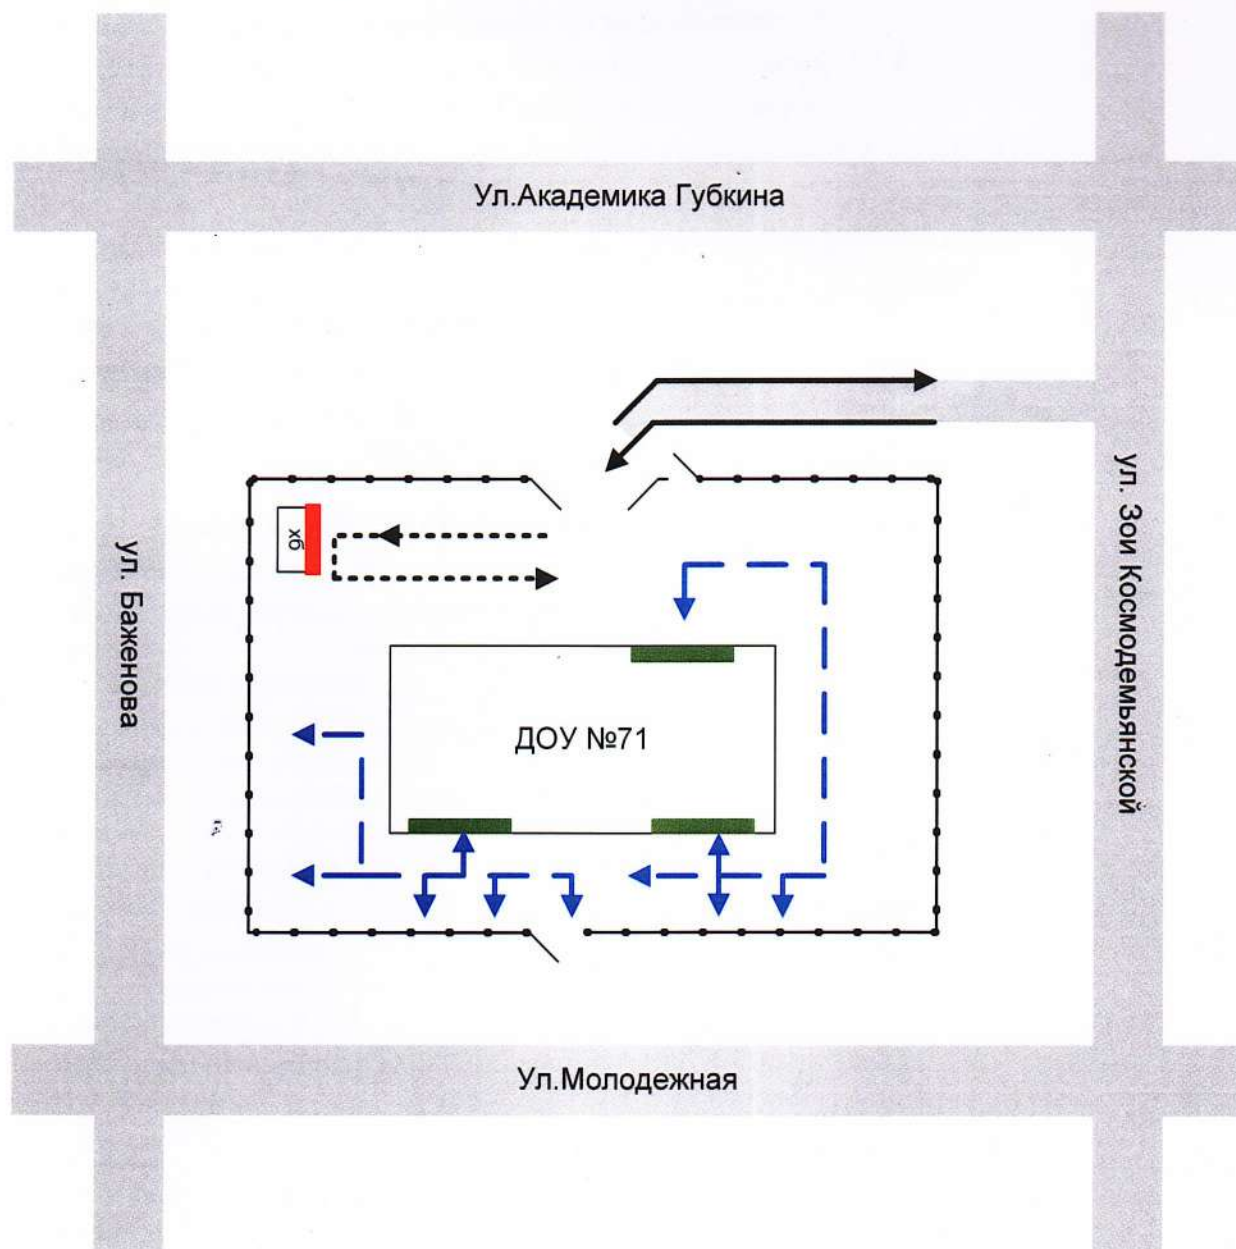 Ул.Академика Губкина
ул. Баженова
хб
ул. Зои Космодемьянской
ДОУ №71
Ул.Молодежная